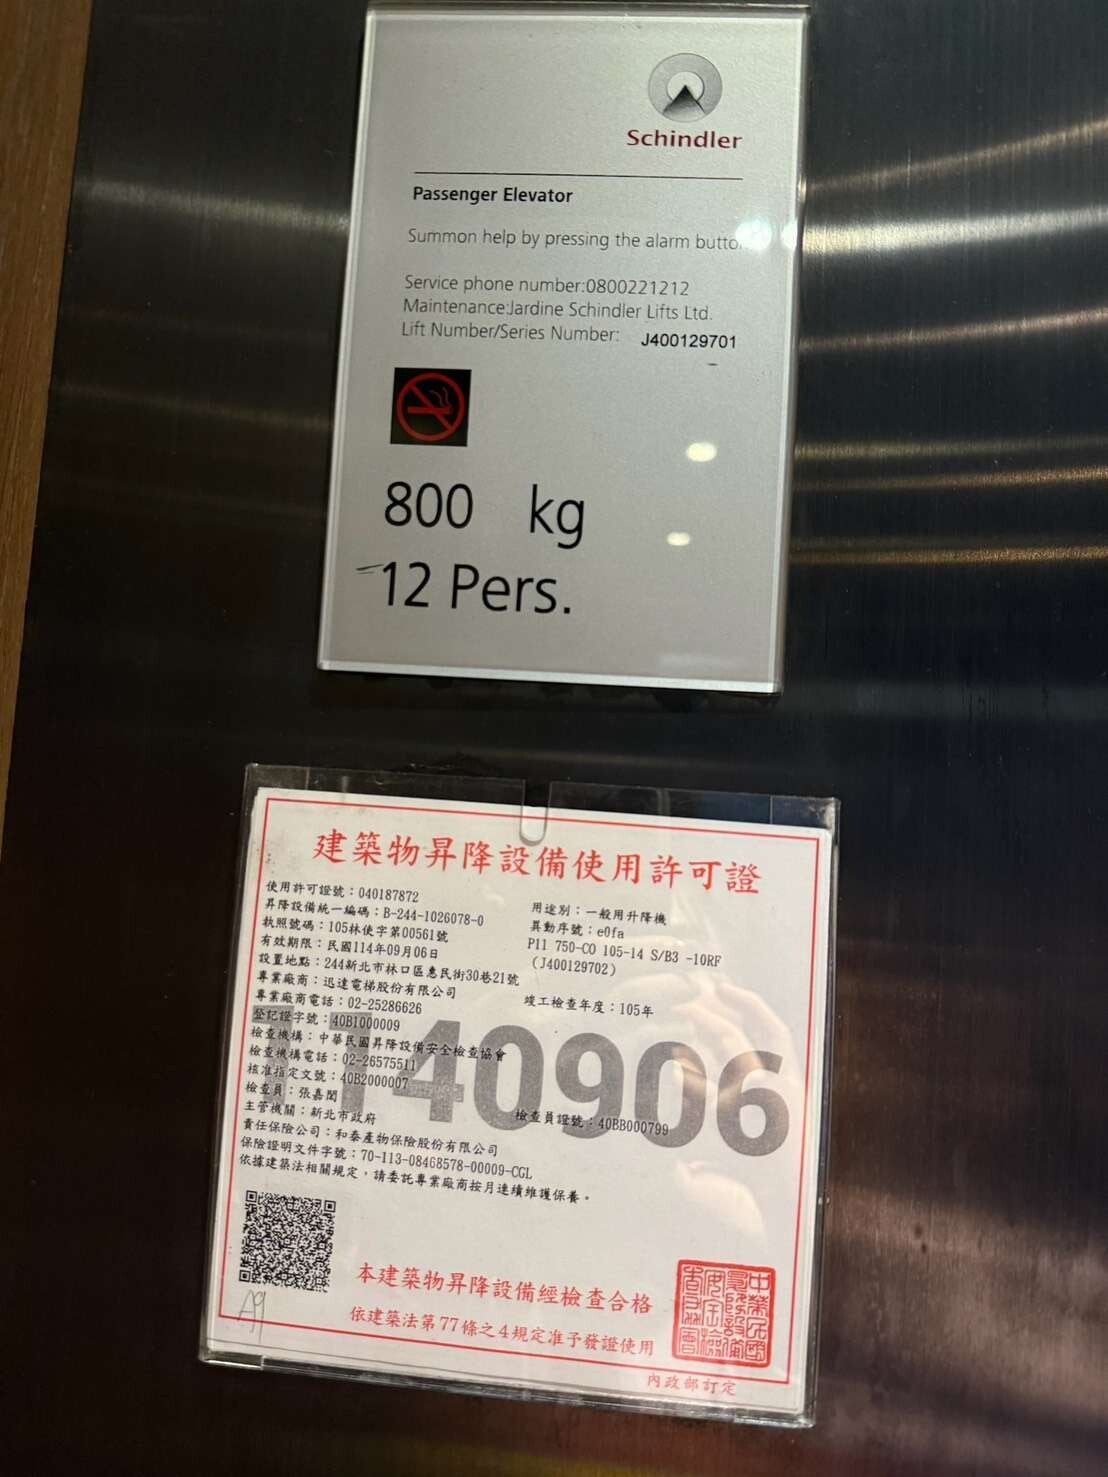 Schindler
Passenger Elevator
Summon help by pressing the alarm butto
Service phone number:0800221212
Maintenance:Jardine Schindler Lifts Ltd.
Lift Number/Series Number: J400129701
800 kg
12 Pers.
建築物昇降設備使用許可證
使用許可證號：040187872
昇降設備統一編碼：B-244-1026078-0 用途別：一般用升降機
執照號碼：105林使字第00561號 異動序號：e0fa
有效期限：民國114年09月06日 P11 750-CO 105-14 S/B3 -10RF
設置地點：244新北市林口區惠民街30巷21號 (J400129702)
專業廠商：迅達電梯股份有限公司
專業廠商電話：02-25286626 竣工檢查年度：105年
登記證字號：40B1000009
檢查機構：中華民國昇降設備安全檢查協會
檢查機構電話：02-26575511
核准指定文號：40B2000007
1140906
檢查員：張嘉閔 檢查員證號：40BB000799
主管機關：新北市政府
責任保險公司：和泰產物保險股份有限公司
保險證明文件字號：70-113-08468578-00009-CGL
依據建築法相關規定，請委託專業廠商按月連續維護保養。
本建築物昇降設備經檢查合格
依建築法第77條之4規定准予發證使用
A9
內政部訂定